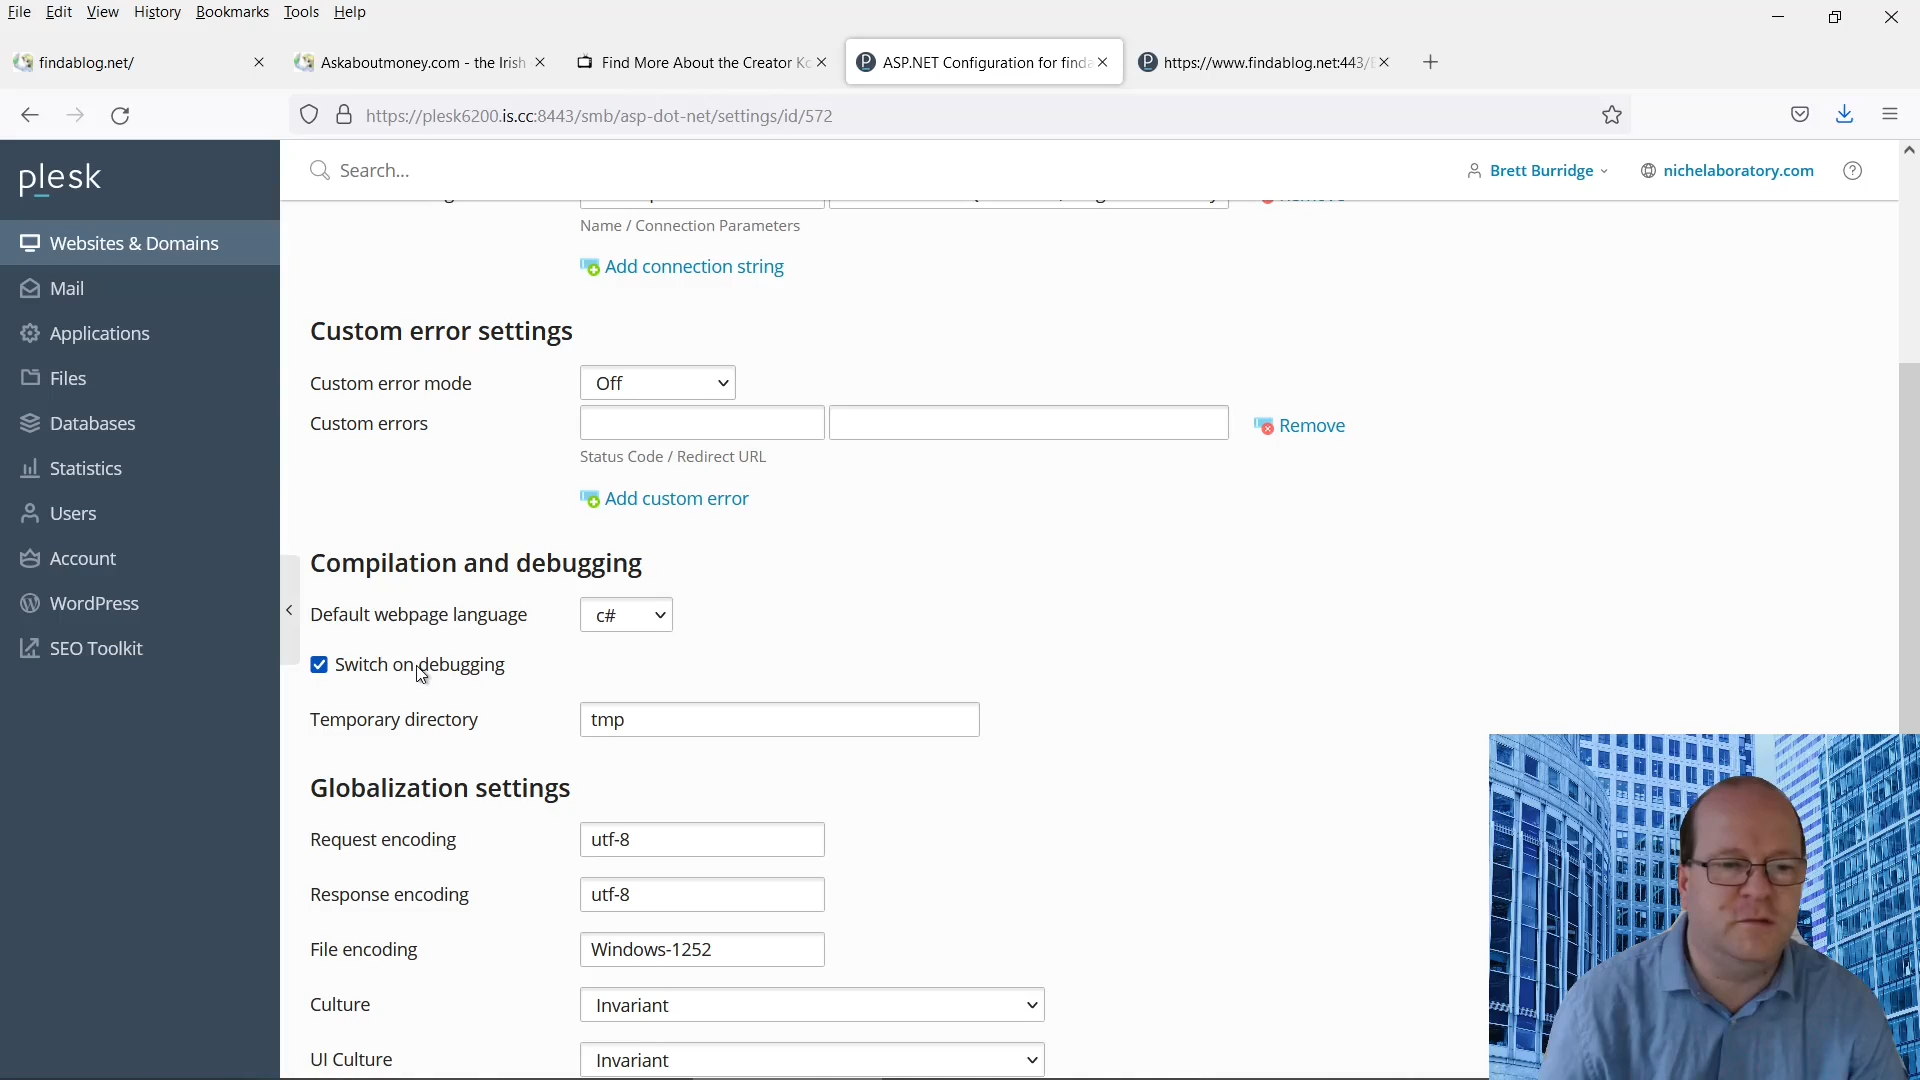 File Edit View History Bookmarks Tools Help
findablog.net/
Askaboutmoney.com - the Irish
Find More About the Creator Ko
ASP.NET Configuration for finda
https://www.findablog.net:443/
https://plesk6200.is.cc:8443/smb/asp-dot-net/settings/id/572
plesk
Search...
Brett Burridge
nichelaboratory.com
Websites & Domains
Mail
Applications
Files
Databases
Statistics
Users
Account
WordPress
SEO Toolkit
Name / Connection Parameters
Add connection string
Custom error settings
Custom error mode Off
Custom errors
Remove
Status Code / Redirect URL
Add custom error
Compilation and debugging
Default webpage language c#
Switch on debugging
Temporary directory tmp
Globalization settings
Request encoding utf-8
Response encoding utf-8
File encoding Windows-1252
Culture Invariant
UI Culture Invariant